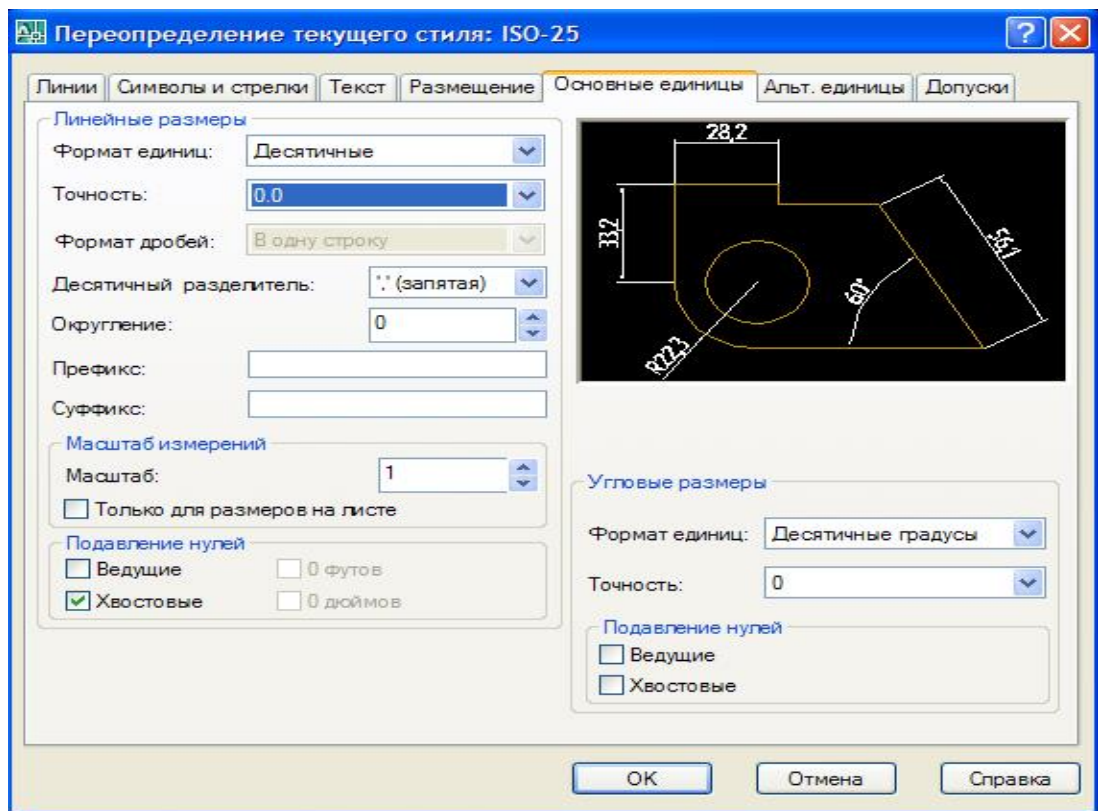 Переопределение текущего стиля: ISO-25
Линии Символы и стрелки Текст Размещение Основные единицы Альт. единицы Допуски
Линейные размеры
Формат единиц: Десятичные
Точность: 0.0
Формат дробей: В одну строку
Десятичный разделитель: ',' (запятая)
Округление: 0
Префикс:
Суффикс:
Масштаб измерений
Масштаб: 1
Только для размеров на листе
Подавление нулей
Ведущие 0 футов
Хвостовые 0 дюймов
28,2
33,2
56,1
60°
R22,3
Угловые размеры
Формат единиц: Десятичные градусы
Точность: 0
Подавление нулей
Ведущие
Хвостовые
OK Отмена Справка